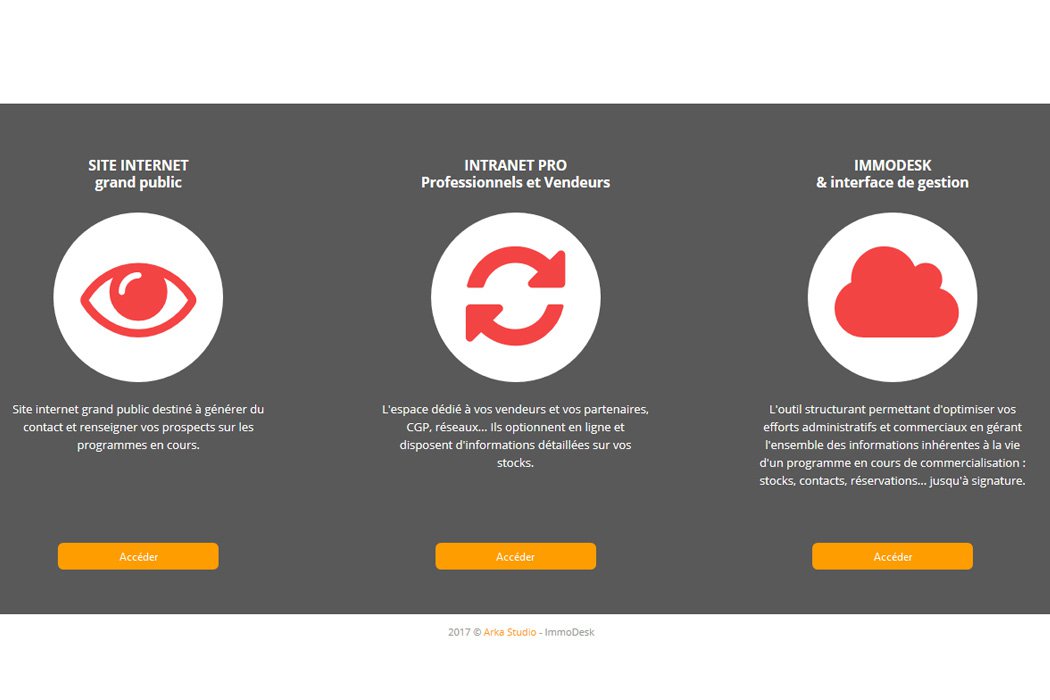 SITE INTERNET
grand public
Site internet grand public destiné à générer du
contact et renseigner vos prospects sur les
programmes en cours.
Accéder
INTRANET PRO
Professionnels et Vendeurs
L'espace dédié à vos vendeurs et vos partenaires,
CGP, réseaux... Ils optionnent en ligne et
disposent d'informations détaillées sur vos
stocks.
Accéder
IMMODESK
& interface de gestion
L'outil structurant permettant d'optimiser vos
efforts administratifs et commerciaux en gérant
l'ensemble des informations inhérentes à la vie
d'un programme en cours de commercialisation :
stocks, contacts, réservations... jusqu'à signature.
Accéder
2017 © Arka Studio - ImmoDesk